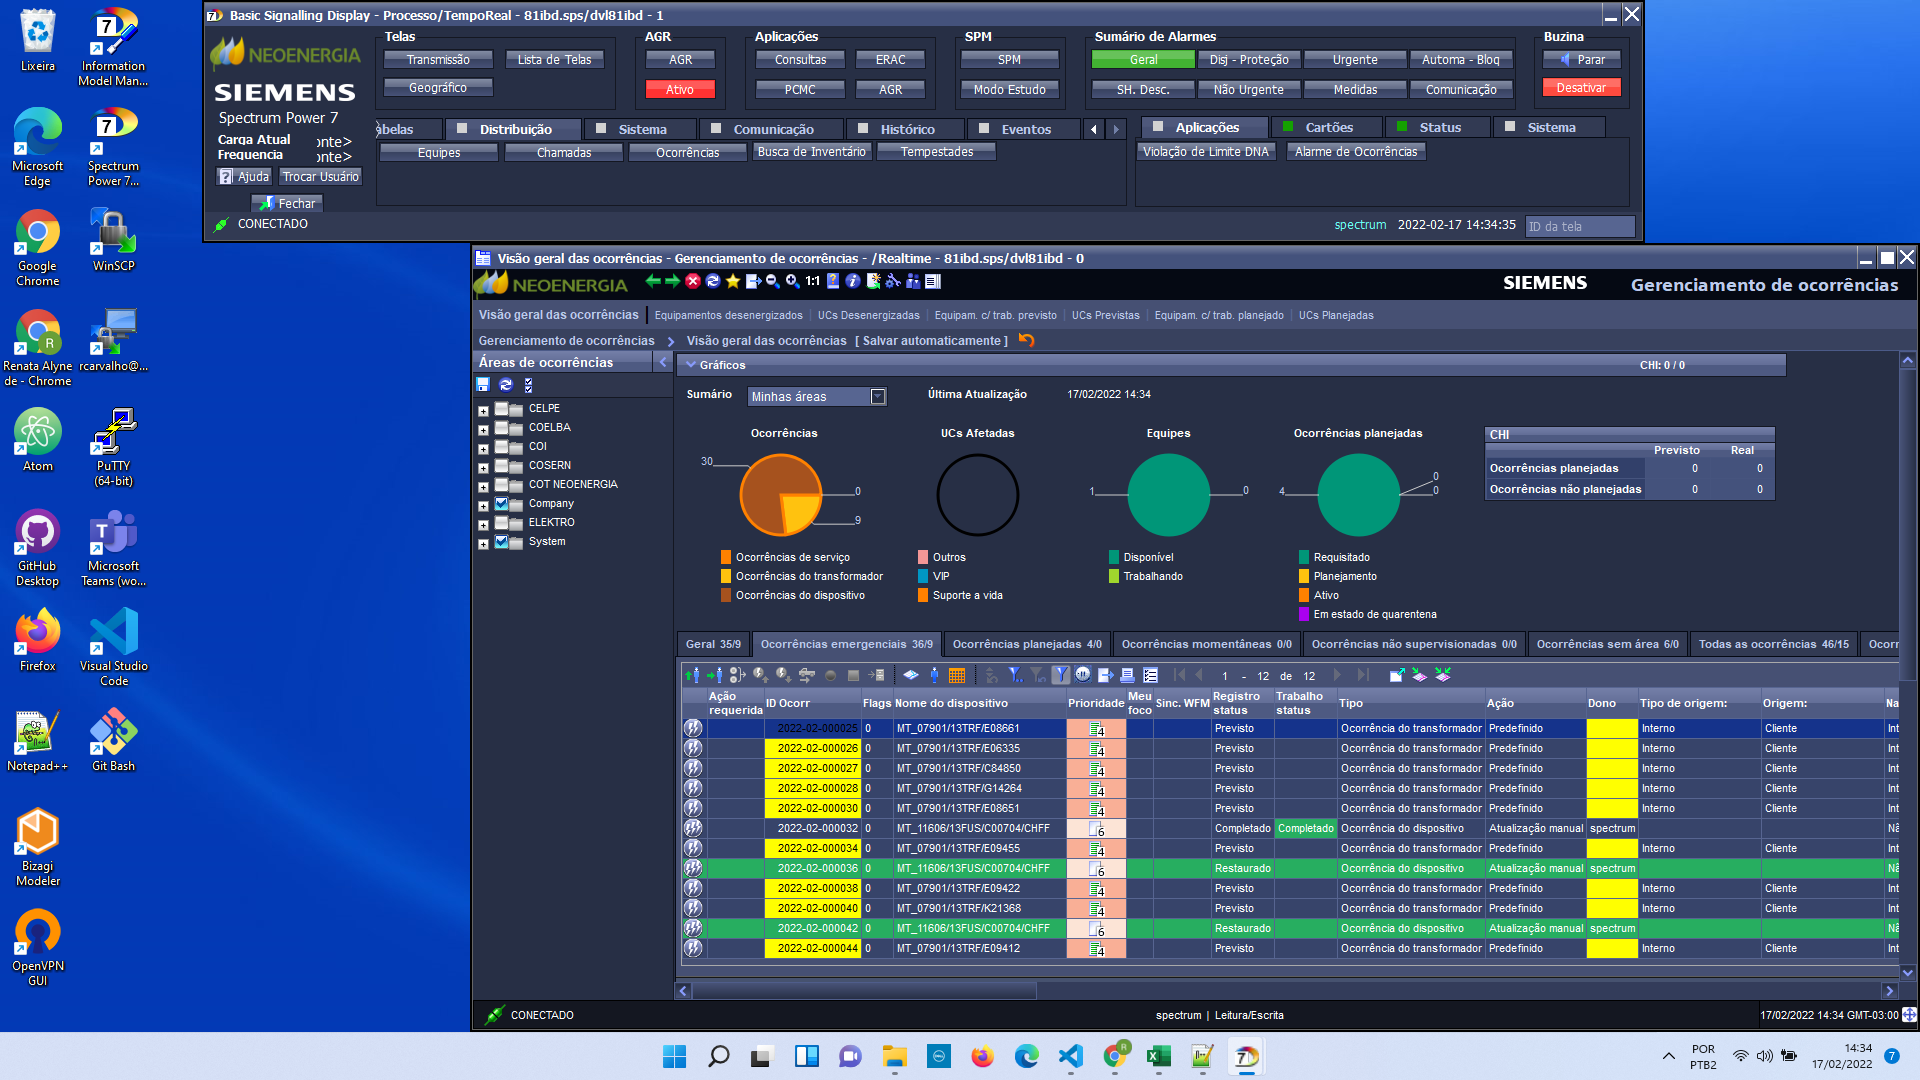 Lixeira
Information
Model Man...
Microsoft
Edge
Spectrum
Power 7...
Google
Chrome
WinSCP
Renata Alyne
de - Chrome
rcarvalho@...
Atom
PuTTY
(64-bit)
GitHub
Desktop
Microsoft
Teams (wo...
Firefox
Visual Studio
Code
Notepad++
Git Bash
Bizagi
Modeler
OpenVPN
GUI
Basic Signalling Display - Processo/TempoReal - 81ibd.sps/dvl81ibd - 1
NEOENERGIA
SIEMENS
Spectrum Power 7
Carga Atual onte>
Frequencia onte>
Ajuda Trocar Usuário
Fechar
CONECTADO
Telas
Transmissão Lista de Telas
Geográfico
AGR
AGR
Ativo
Aplicações
Consultas ERAC
PCMC AGR
SPM
SPM
Modo Estudo
Sumário de Alarmes
Geral Disj - Proteção Urgente Automa - Bloq
SH. Desc. Não Urgente Medidas Comunicação
Buzina
Parar
Desativar
abelas Distribuição Sistema Comunicação Histórico Eventos
Equipes Chamadas Ocorrências Busca de Inventário Tempestades
Aplicações Cartões Status Sistema
Violação de Limite DNA Alarme de Ocorrências
spectrum 2022-02-17 14:34:35 ID da tela
Visão geral das ocorrências - Gerenciamento de ocorrências - /Realtime - 81ibd.sps/dvl81ibd - 0
NEOENERGIA 1:1 SIEMENS Gerenciamento de ocorrências
Visão geral das ocorrências Equipamentos desenergizados UCs Desenergizadas Equipam. c/ trab. previsto UCs Previstas Equipam. c/ trab. planejado UCs Planejadas
Gerenciamento de ocorrências Visão geral das ocorrências [ Salvar automaticamente ]
Áreas de ocorrências
CELPE
COELBA
COI
COSERN
COT NEOENERGIA
Company
ELEKTRO
System
Gráficos CHI: 0 / 0
Sumário Minhas áreas Última Atualização 17/02/2022 14:34
Ocorrências
30
0
9
Ocorrências de serviço
Ocorrências do transformador
Ocorrências do dispositivo
UCs Afetadas
Outros
VIP
Suporte a vida
Equipes
1 0
Disponível
Trabalhando
Ocorrências planejadas
0
4 0
Requisitado
Planejamento
Ativo
Em estado de quarentena
CHI
Previsto Real
Ocorrências planejadas 0 0
Ocorrências não planejadas 0 0
Geral 35/9 Ocorrências emergenciais 36/9 Ocorrências planejadas 4/0 Ocorrências momentâneas 0/0 Ocorrências não supervisionadas 0/0 Ocorrências sem área 6/0 Todas as ocorrências 46/15 Ocorr
1 - 12 de 12
Ação requerida ID Ocorr Flags Nome do dispositivo Prioridade Meu foco Sinc. WFM Registro status Trabalho status Tipo Ação Dono Tipo de origem: Origem: Na
2022-02-000025 0 MT_07901/13TRF/E08661 4 Previsto Ocorrência do transformador Predefinido Interno Cliente Int
2022-02-000026 0 MT_07901/13TRF/E06335 4 Previsto Ocorrência do transformador Predefinido Interno Cliente Int
2022-02-000027 0 MT_07901/13TRF/C84850 4 Previsto Ocorrência do transformador Predefinido Interno Cliente Int
2022-02-000028 0 MT_07901/13TRF/G14264 4 Previsto Ocorrência do transformador Predefinido Interno Cliente Int
2022-02-000030 0 MT_07901/13TRF/E08651 4 Previsto Ocorrência do transformador Predefinido Interno Cliente Int
2022-02-000032 0 MT_11606/13FUS/C00704/CHFF 6 Completado Completado Ocorrência do dispositivo Atualização manual spectrum Nã
2022-02-000034 0 MT_07901/13TRF/E09455 4 Previsto Ocorrência do transformador Predefinido Interno Cliente Int
2022-02-000036 0 MT_11606/13FUS/C00704/CHFF 6 Restaurado Ocorrência do dispositivo Atualização manual spectrum Nã
2022-02-000038 0 MT_07901/13TRF/E09422 4 Previsto Ocorrência do transformador Predefinido Interno Cliente Int
2022-02-000040 0 MT_07901/13TRF/K21368 4 Previsto Ocorrência do transformador Predefinido Interno Cliente Int
2022-02-000042 0 MT_11606/13FUS/C00704/CHFF 6 Restaurado Ocorrência do dispositivo Atualização manual spectrum Nã
2022-02-000044 0 MT_07901/13TRF/E09412 4 Previsto Ocorrência do transformador Predefinido Interno Cliente Int
CONECTADO spectrum | Leitura/Escrita 17/02/2022 14:34 GMT-03:00
POR
PTB2
14:34
17/02/2022
7